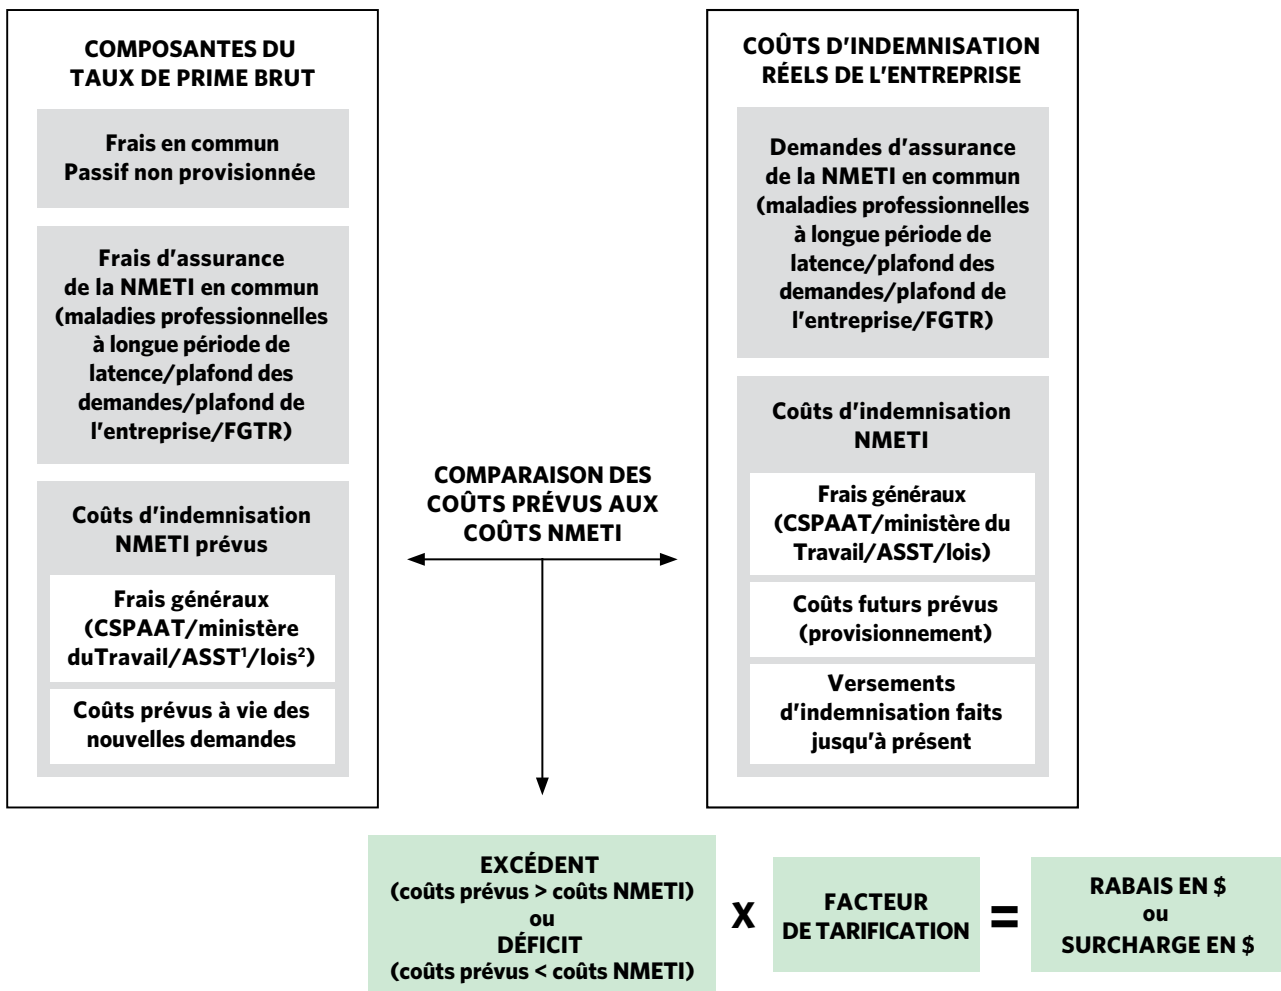 COMPOSANTES DU
TAUX DE PRIME BRUT
Frais en commun
Passif non provisionnée
Frais d'assurance
de la NMETI en commun
(maladies professionnelles
à longue période de
latence/plafond des
demandes/plafond de
l'entreprise/FGTR)
Coûts d'indemnisation
NMETI prévus
Frais généraux
(CSPAAT/ministère
duTravail/ASST¹/lois²)
Coûts prévus à vie des
nouvelles demandes
COMPARAISON DES
COÛTS PRÉVUS AUX
COÛTS NMETI
COÛTS D'INDEMNISATION
RÉELS DE L'ENTREPRISE
Demandes d'assurance
de la NMETI en commun
(maladies professionnelles
à longue période de
latence/plafond des
demandes/plafond de
l'entreprise/FGTR)
Coûts d'indemnisation
NMETI
Frais généraux
(CSPAAT/ministère du
Travail/ASST/lois)
Coûts futurs prévus
(provisionnement)
Versements
d'indemnisation faits
jusqu'à présent
EXCÉDENT
(coûts prévus > coûts NMETI)
ou
DÉFICIT
(coûts prévus < coûts NMETI)
X
FACTEUR
DE TARIFICATION
=
RABAIS EN $
ou
SURCHARGE EN $